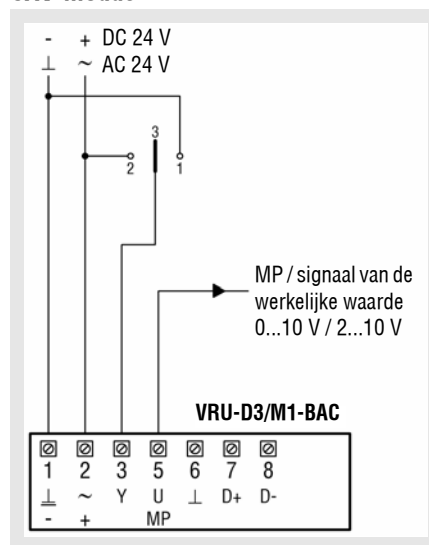 - + DC 24 V
⊥ ~ AC 24 V
3
2 1
MP / signaal van de
werkelijke waarde
0...10 V / 2...10 V
VRU-D3/M1-BAC
1 2 3 5 6 7 8
⊥ ~ Y U ⊥ D+ D-
- + MP